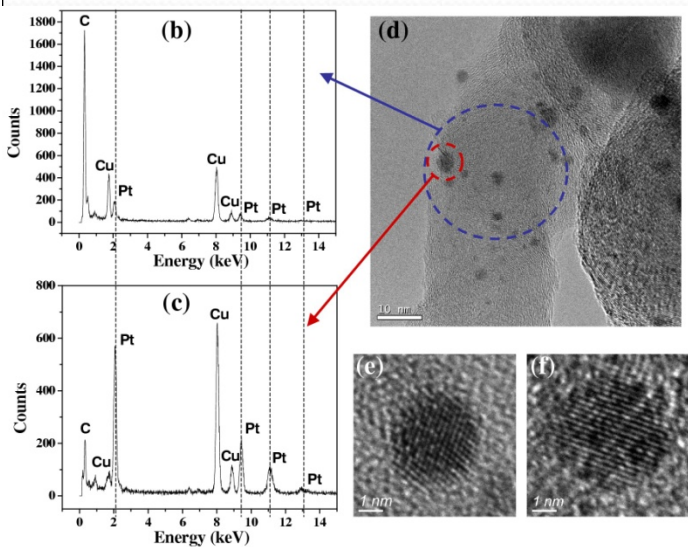 (b)
C
Cu
Pt
Cu
Cu
Pt
Pt
Pt
1800
1600
1400
1200
1000
800
600
400
200
0
Counts
0 2 4 6 8 10 12 14
Energy (keV)
(c)
C
Cu
Pt
Cu
Cu
Pt
Pt
Pt
800
600
400
200
0
Counts
0 2 4 6 8 10 12 14
Energy (keV)
(d)
10 nm
(e)
1 nm
(f)
1 nm